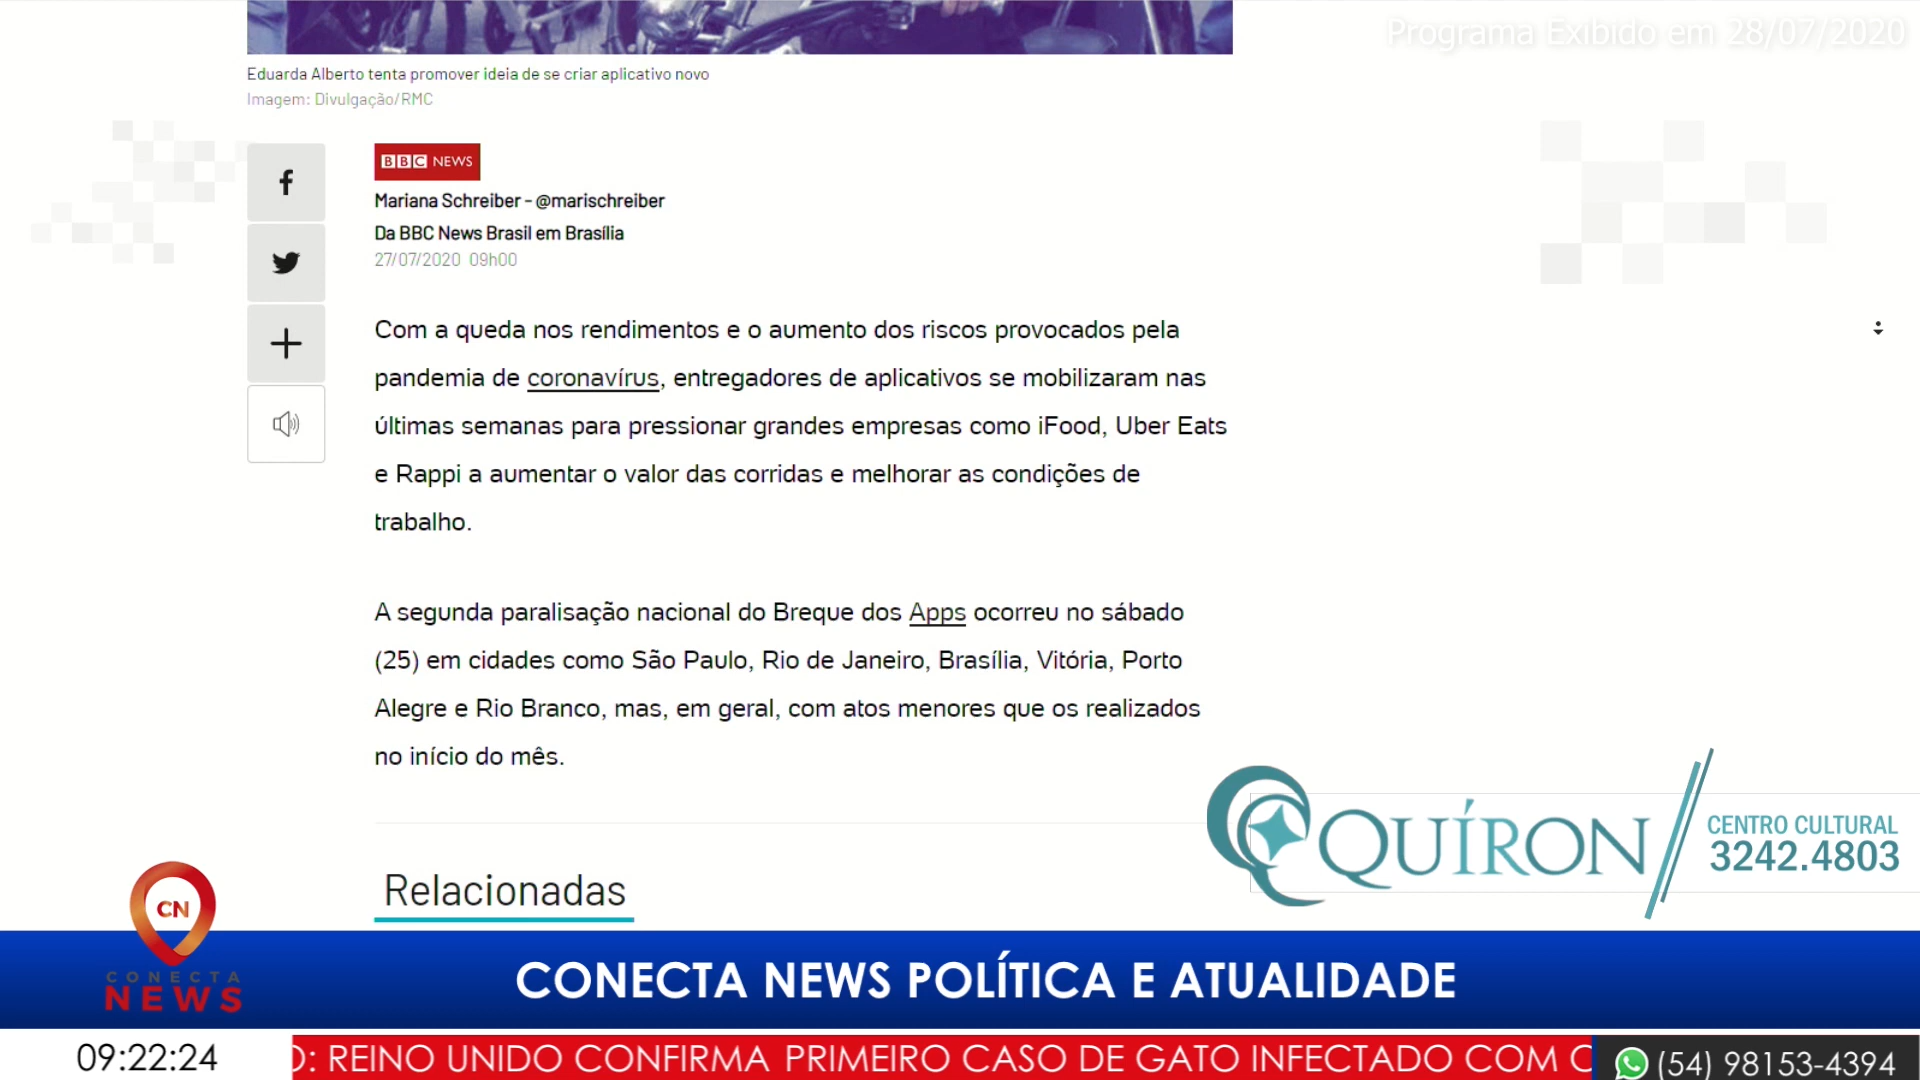 Programa Exibido em 28/07/2020
Eduarda Alberto tenta promover ideia de se criar aplicativo novo
Imagem: Divulgação/RMC
BBC NEWS
Mariana Schreiber - @marischreiber
Da BBC News Brasil em Brasília
27/07/2020 09h00
Com a queda nos rendimentos e o aumento dos riscos provocados pela
pandemia de coronavírus, entregadores de aplicativos se mobilizaram nas
últimas semanas para pressionar grandes empresas como iFood, Uber Eats
e Rappi a aumentar o valor das corridas e melhorar as condições de
trabalho.
A segunda paralisação nacional do Breque dos Apps ocorreu no sábado
(25) em cidades como São Paulo, Rio de Janeiro, Brasília, Vitória, Porto
Alegre e Rio Branco, mas, em geral, com atos menores que os realizados
no início do mês.
QUÍRON
CENTRO CULTURAL
3242.4803
Relacionadas
CN
CONECTA
NEWS
CONECTA NEWS POLÍTICA E ATUALIDADE
09:22:24
: REINO UNIDO CONFIRMA PRIMEIRO CASO DE GATO INFECTADO COM
(54) 98153-4394